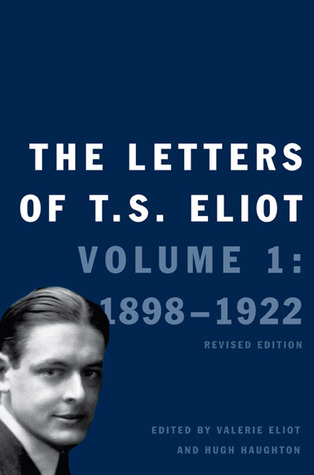 THE LETTERS
OF T.S. ELIOT
VOLUME 1:
1898–1922
REVISED EDITION
EDITED BY VALERIE ELIOT
AND HUGH HAUGHTON